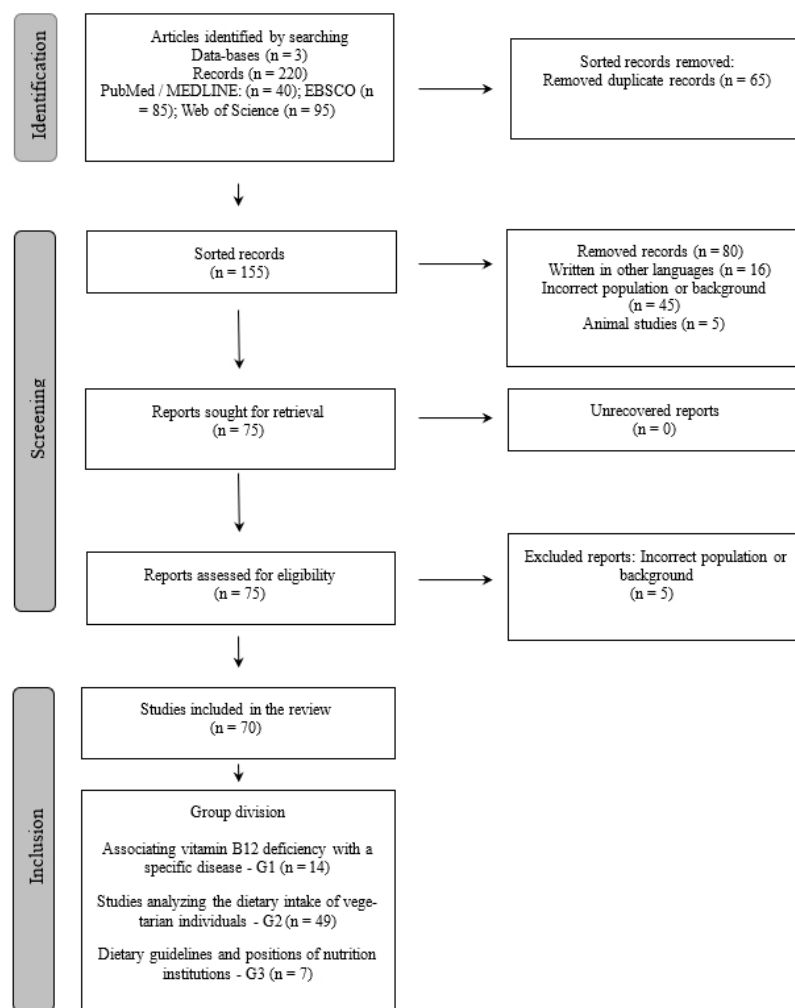 Identification
Articles identified by searching
Data-bases (n = 3)
Records (n = 220)
PubMed / MEDLINE: (n = 40); EBSCO (n
= 85); Web of Science (n = 95)
Sorted records removed:
Removed duplicate records (n = 65)
Screening
Sorted records
(n = 155)
Removed records (n = 80)
Written in other languages (n = 16)
Incorrect population or background
(n = 45)
Animal studies (n = 5)
Reports sought for retrieval
(n = 75)
Unrecovered reports
(n = 0)
Reports assessed for eligibility
(n = 75)
Excluded reports: Incorrect population or
background
(n = 5)
Inclusion
Studies included in the review
(n = 70)
Group division
Associating vitamin B12 deficiency with a
specific disease - G1 (n = 14)
Studies analyzing the dietary intake of vege-
tarian individuals - G2 (n = 49)
Dietary guidelines and positions of nutrition
institutions - G3 (n = 7)